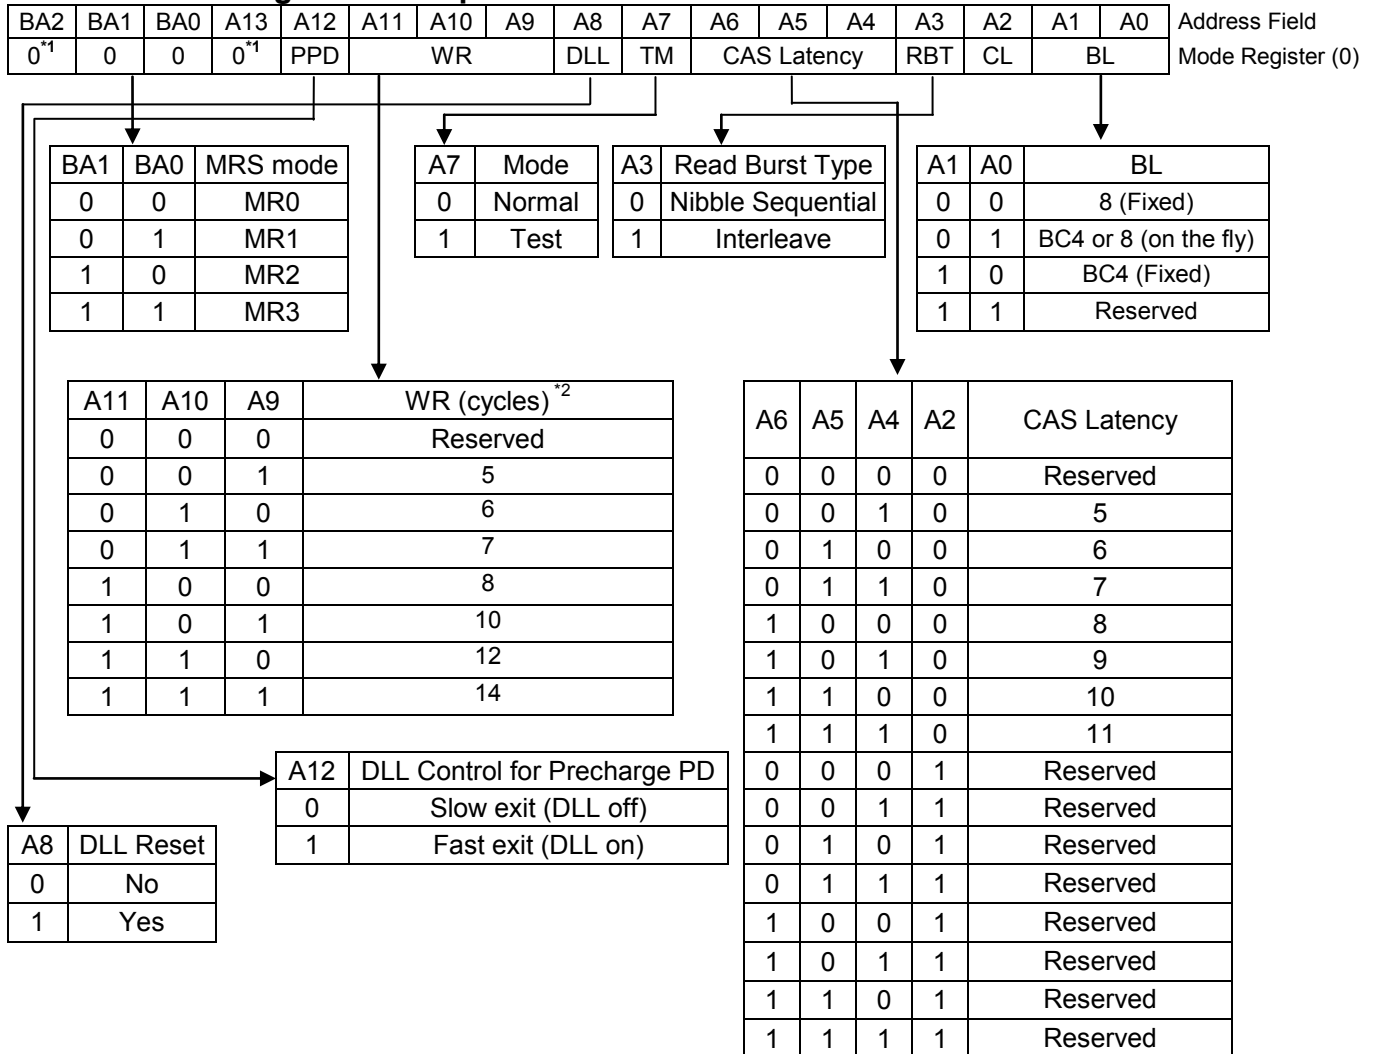 BA2 BA1 BA0 A13 A12 A11 A10 A9 A8 A7 A6 A5 A4 A3 A2 A1 A0 Address Field
0*1 0 0 0*1 PPD WR DLL TM CAS Latency RBT CL BL Mode Register (0)
BA1 BA0 MRS mode
0 0 MR0
0 1 MR1
1 0 MR2
1 1 MR3
A7 Mode
0 Normal
1 Test
A3 Read Burst Type
0 Nibble Sequential
1 Interleave
A1 A0 BL
0 0 8 (Fixed)
0 1 BC4 or 8 (on the fly)
1 0 BC4 (Fixed)
1 1 Reserved
A11 A10 A9 WR (cycles) *2
0 0 0 Reserved
0 0 1 5
0 1 0 6
0 1 1 7
1 0 0 8
1 0 1 10
1 1 0 12
1 1 1 14
A6 A5 A4 A2 CAS Latency
0 0 0 0 Reserved
0 0 1 0 5
0 1 0 0 6
0 1 1 0 7
1 0 0 0 8
1 0 1 0 9
1 1 0 0 10
1 1 1 0 11
0 0 0 1 Reserved
0 0 1 1 Reserved
0 1 0 1 Reserved
0 1 1 1 Reserved
1 0 0 1 Reserved
1 0 1 1 Reserved
1 1 0 1 Reserved
1 1 1 1 Reserved
A12 DLL Control for Precharge PD
0 Slow exit (DLL off)
1 Fast exit (DLL on)
A8 DLL Reset
0 No
1 Yes